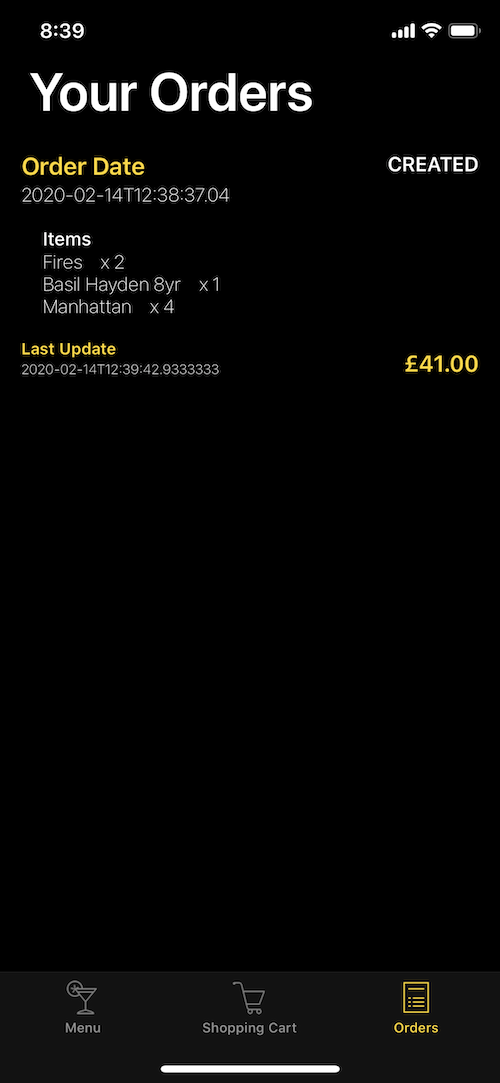 8:39
Your Orders
Order Date
CREATED
2020-02-14T12:38:37.04
Items
Fires x 2
Basil Hayden 8yr x 1
Manhattan x 4
Last Update
2020-02-14T12:39:42.9333333
£41.00
Menu
Shopping Cart
Orders